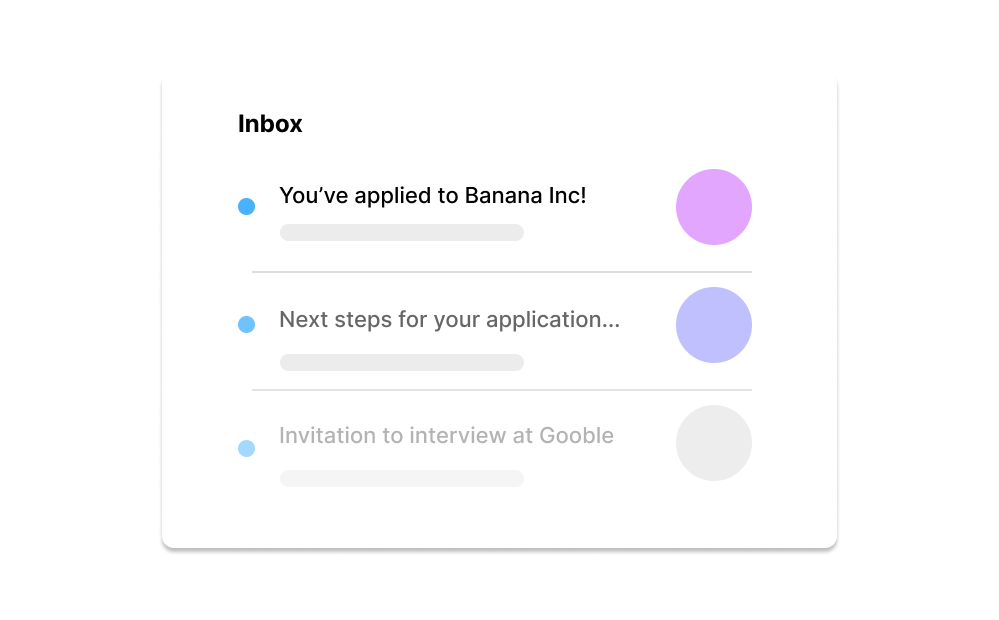 Inbox
You’ve applied to Banana Inc!
Next steps for your application...
Invitation to interview at Gooble